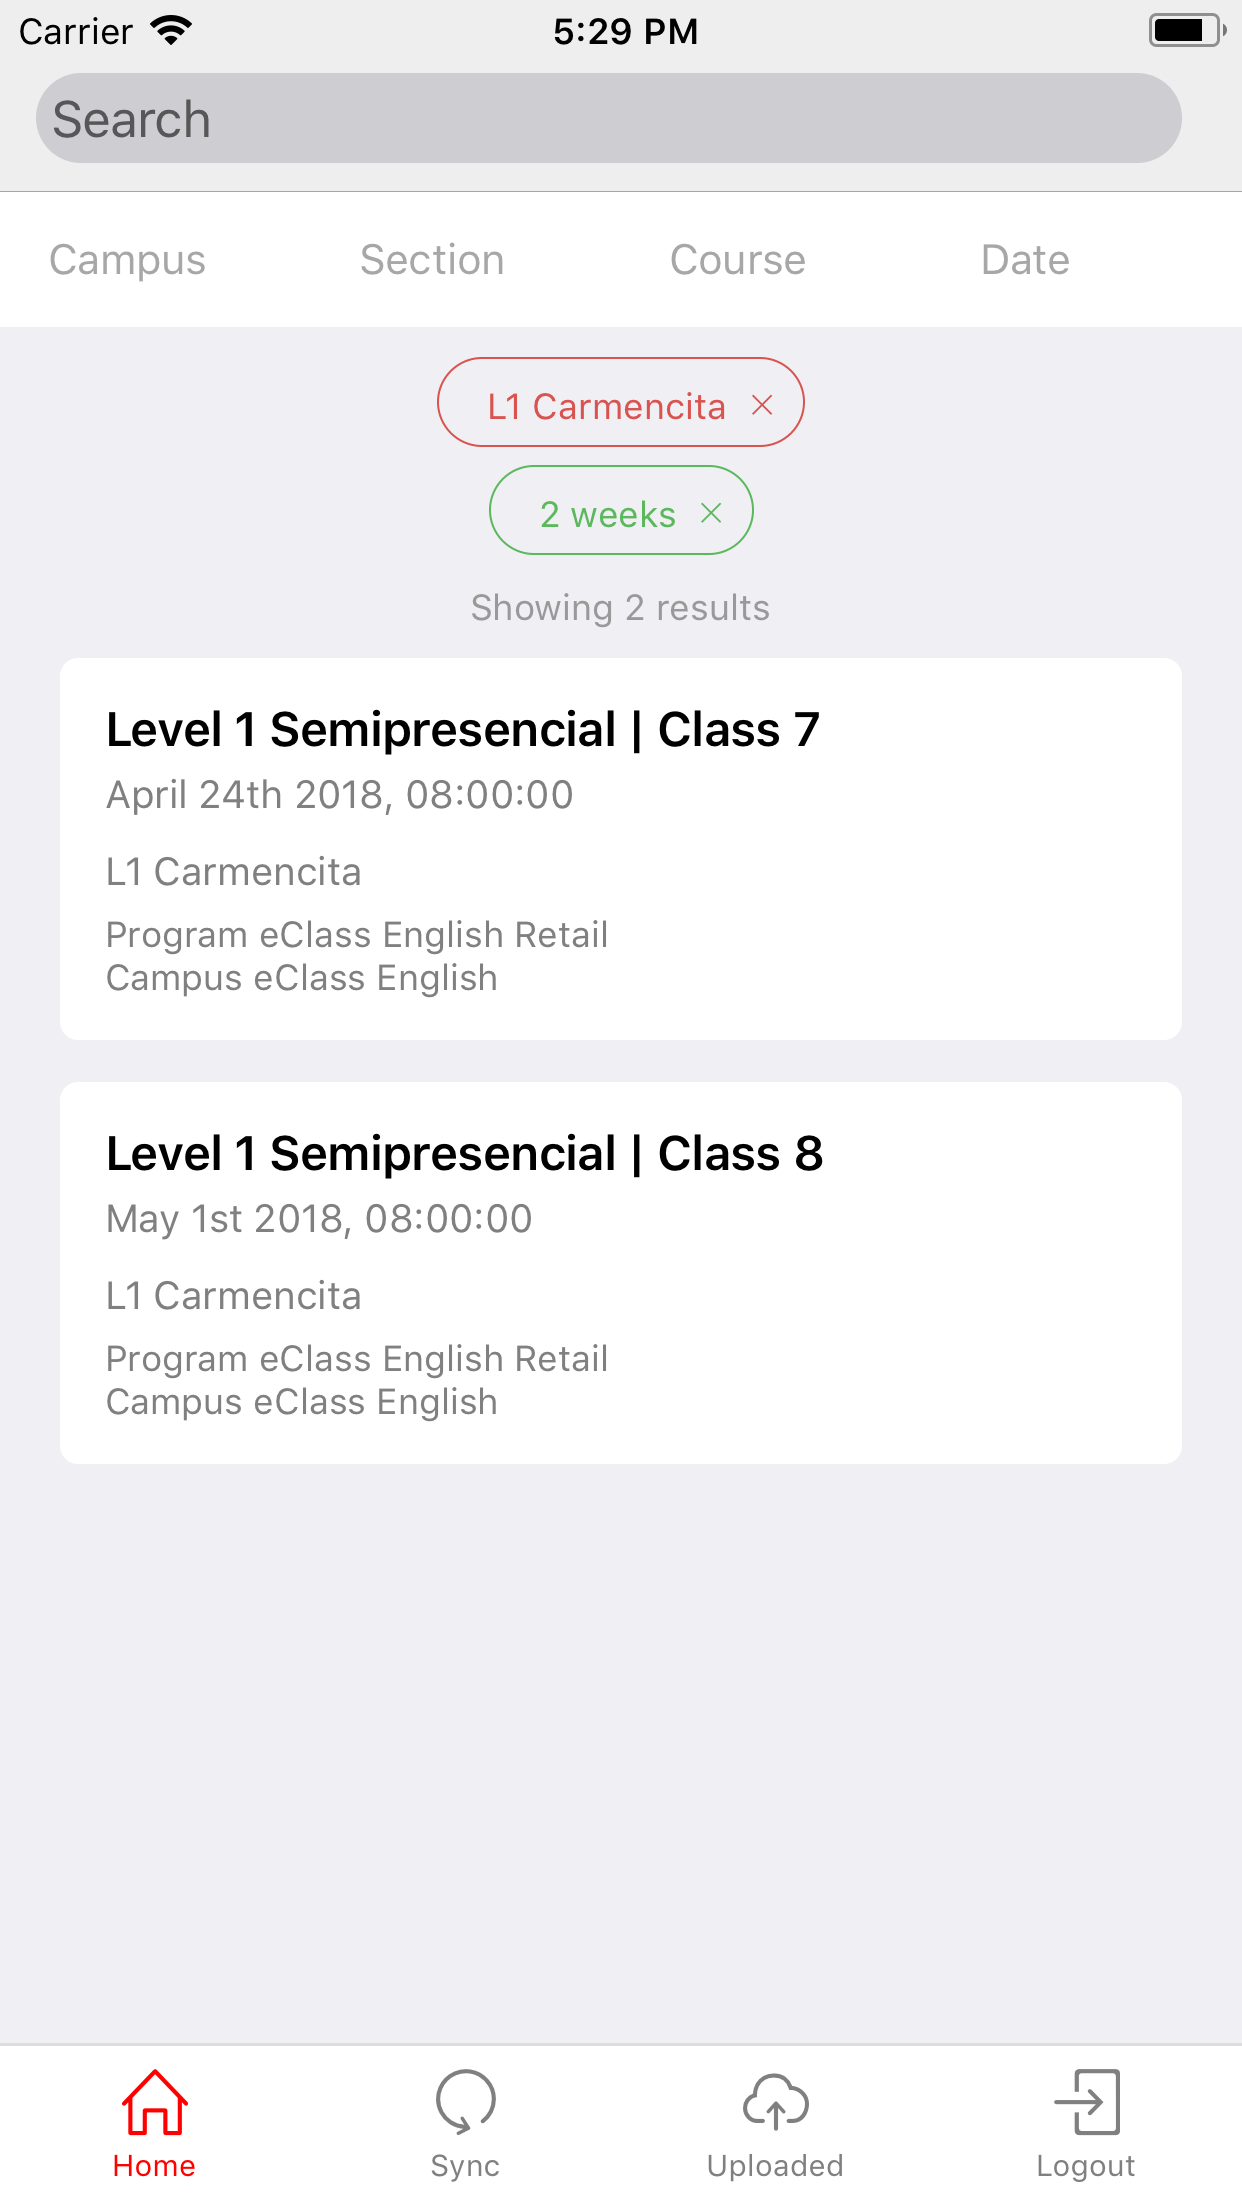 Carrier 5:29 PM
Search
Campus Section Course Date
L1 Carmencita ×
2 weeks ×
Showing 2 results
Level 1 Semipresencial | Class 7
April 24th 2018, 08:00:00
L1 Carmencita
Program eClass English Retail
Campus eClass English
Level 1 Semipresencial | Class 8
May 1st 2018, 08:00:00
L1 Carmencita
Program eClass English Retail
Campus eClass English
Home Sync Uploaded Logout